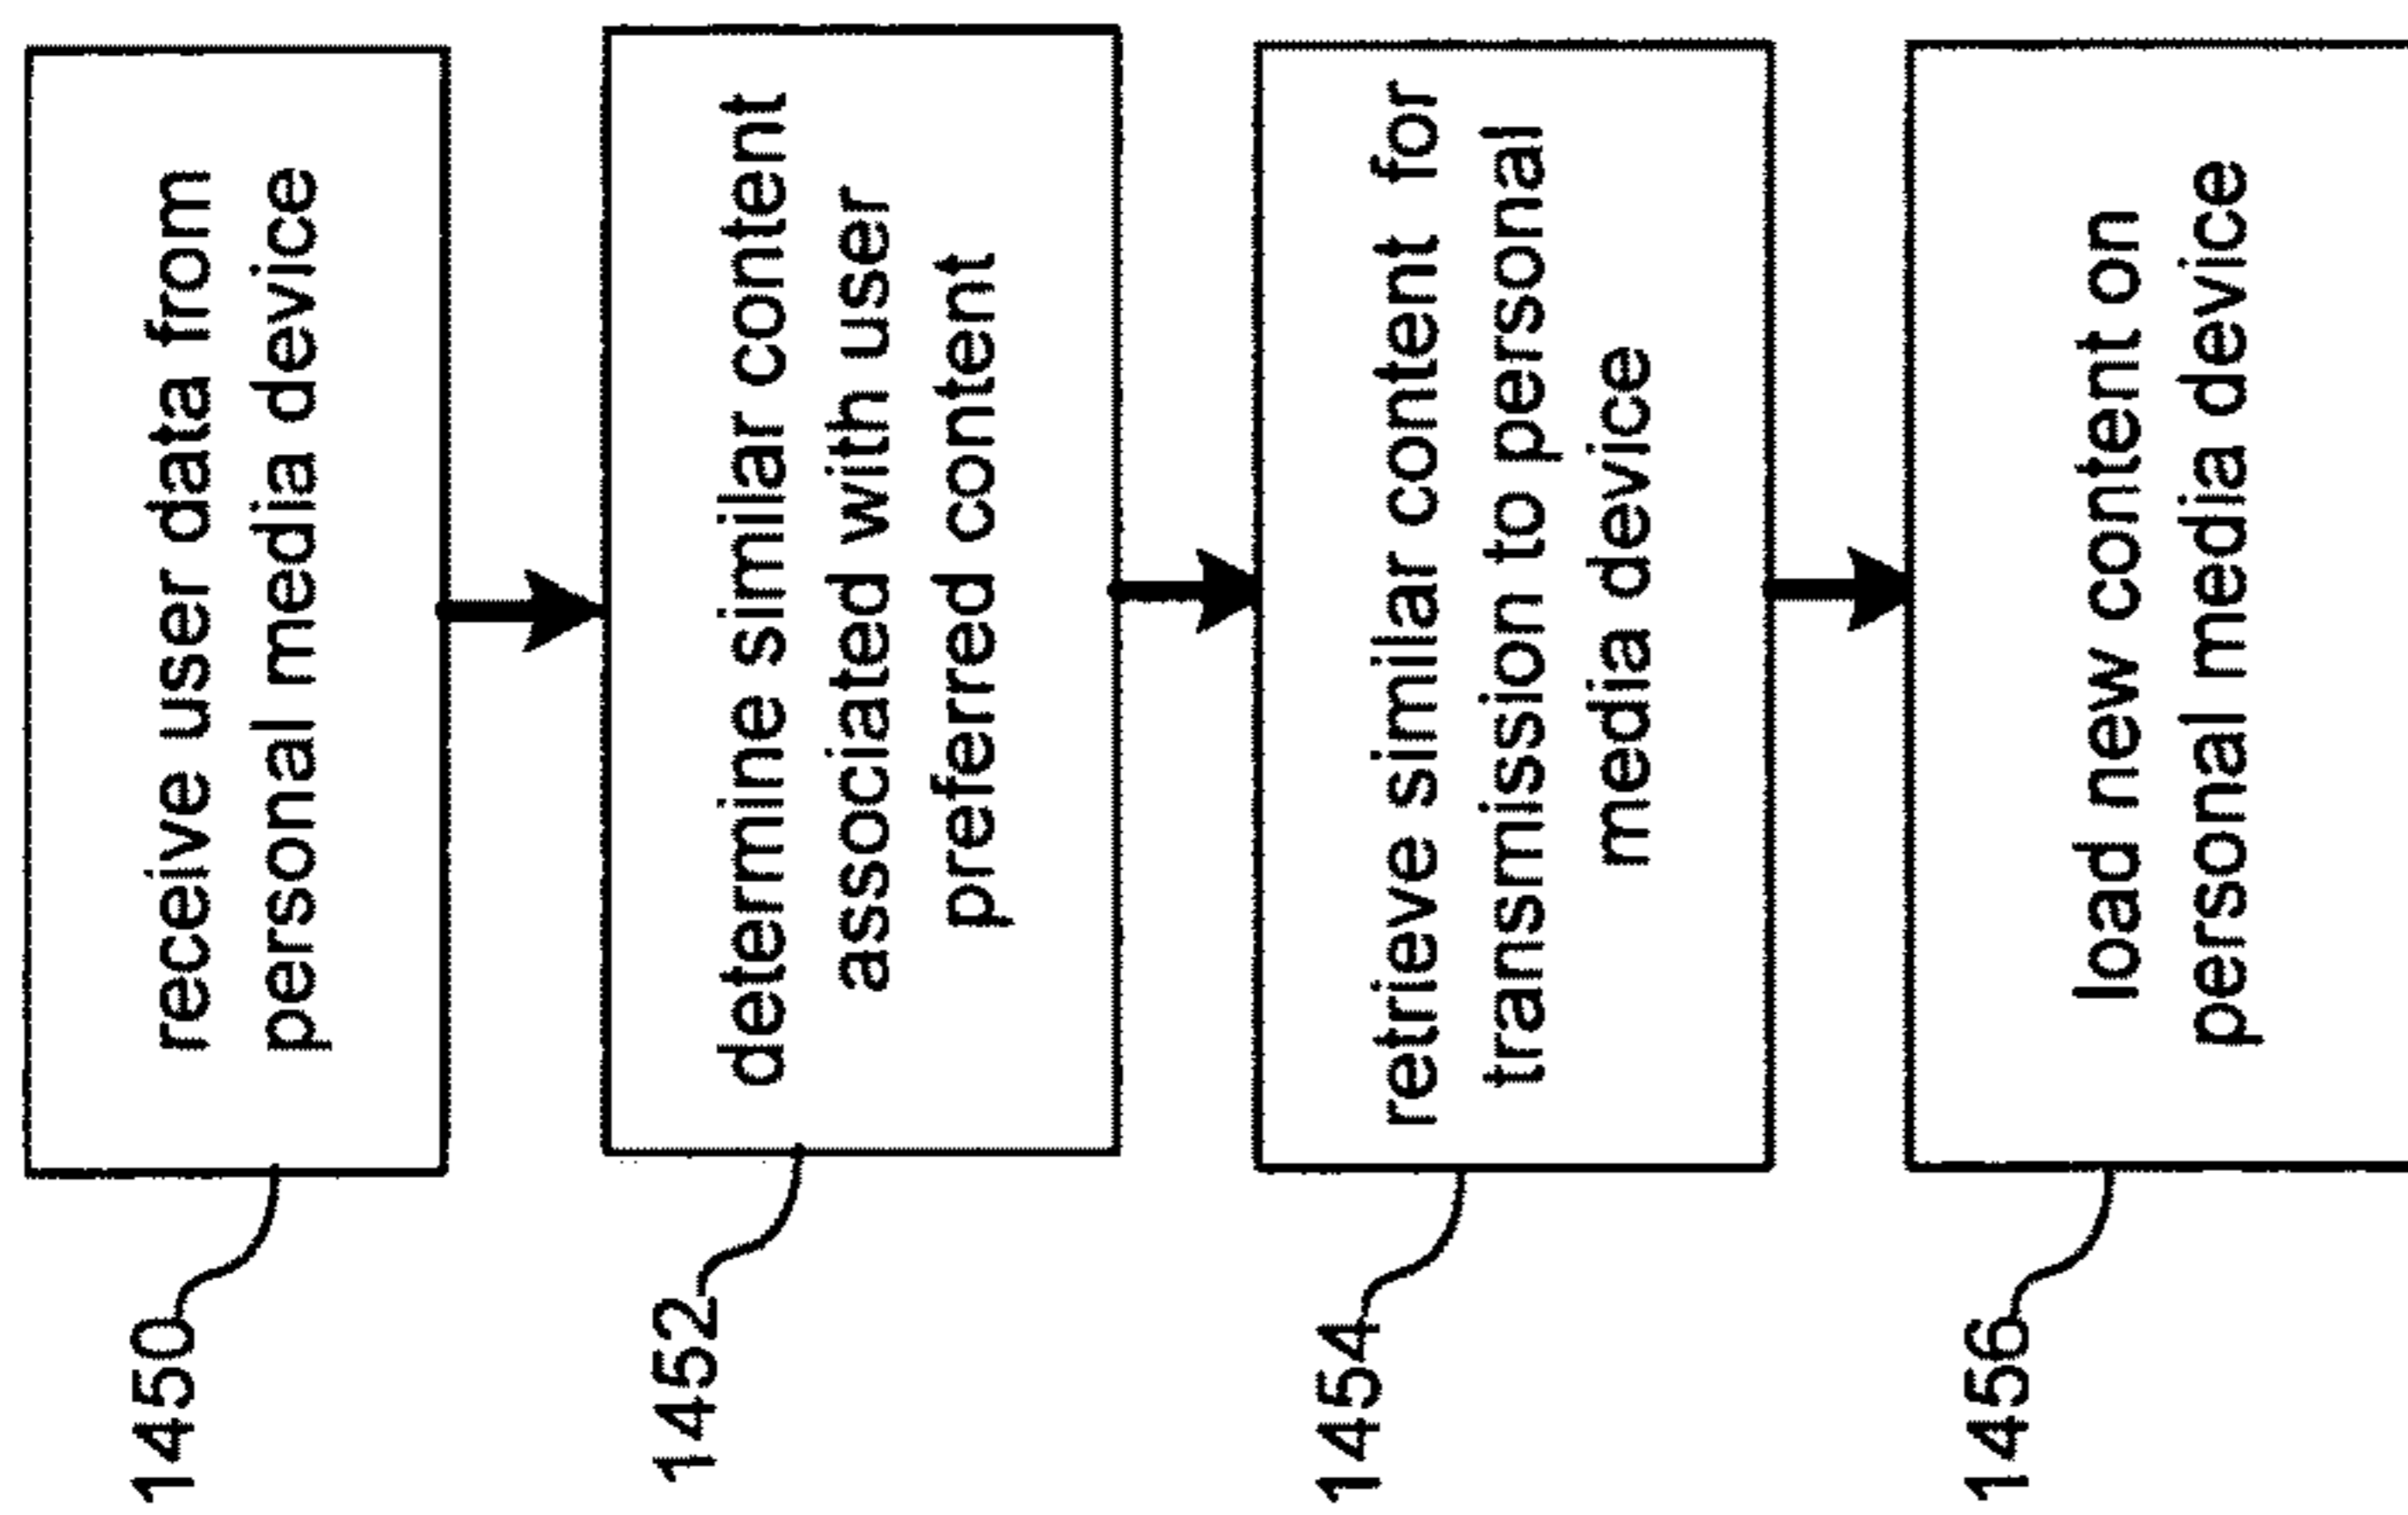 receive user data from
personal media device
1450
determine similar content
associated with user
preferred content
1452
retrieve similar content for
transmission to personal
media device
1454
load new content on
personal media device
1456